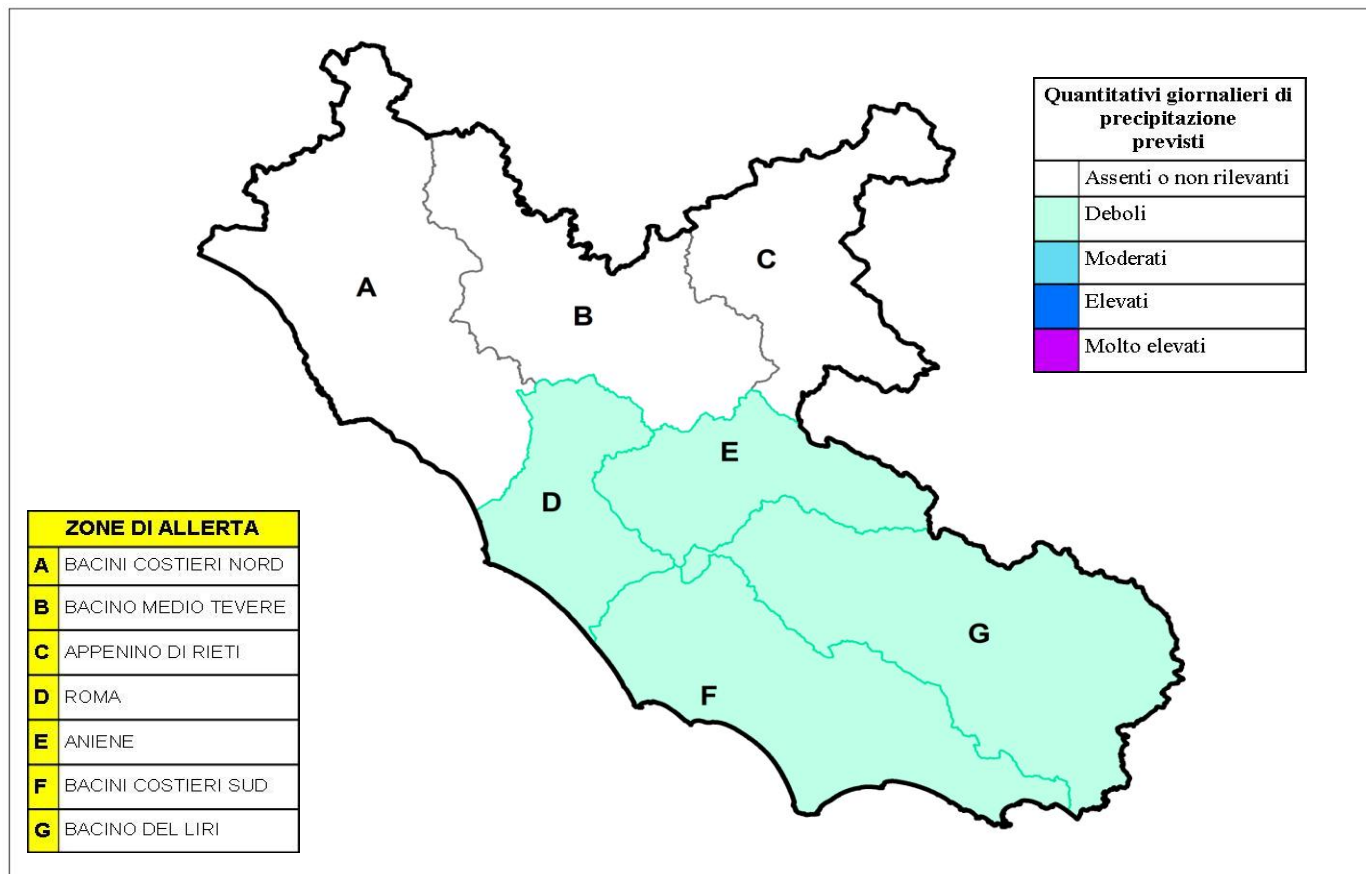 Quantitativi giornalieri di
precipitazione
previsti
Assenti o non rilevanti
Deboli
Moderati
Elevati
Molto elevati
C
A
B
E
D
G
F
ZONE DI ALLERTA
A BACINI COSTIERI NORD
B BACINO MEDIO TEVERE
C APPENINO DI RIETI
D ROMA
E ANIENE
F BACINI COSTIERI SUD
G BACINO DEL LIRI